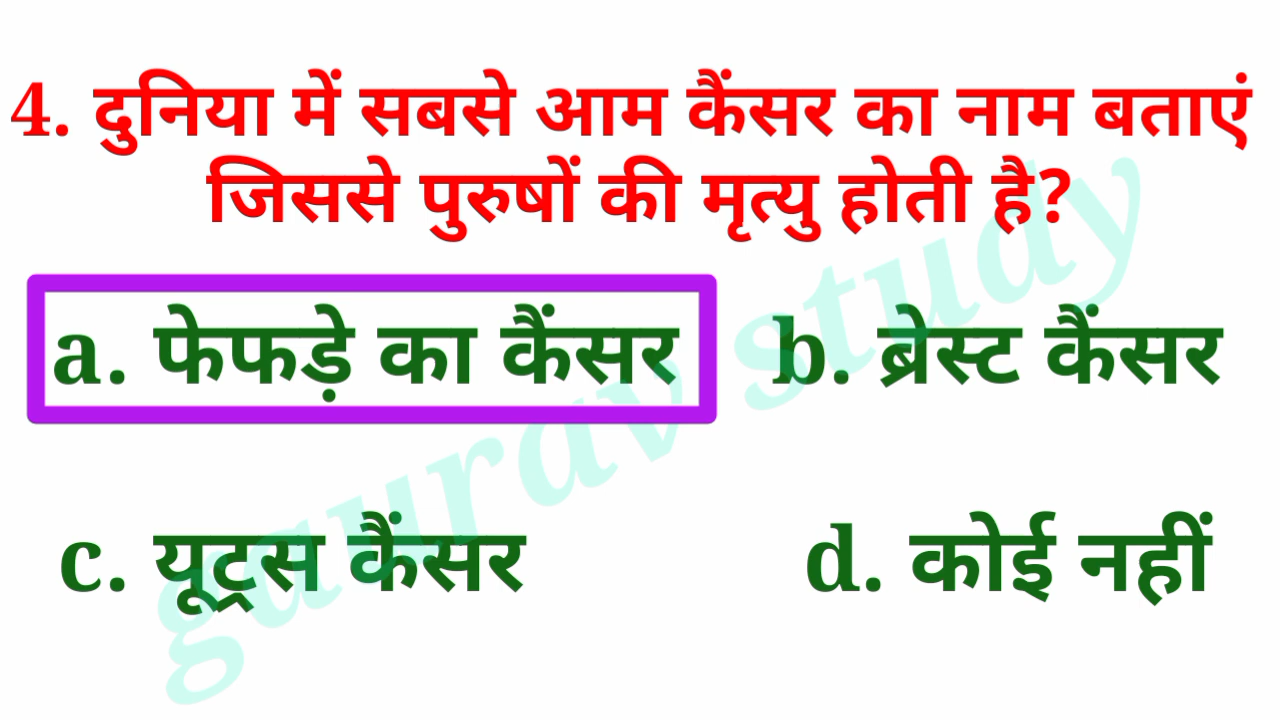 4. दुनिया में सबसे आम कैंसर का नाम बताएं
जिससे पुरुषों की मृत्यु होती है?
a. फेफड़े का कैंसर b. ब्रेस्ट कैंसर
c. यूट्रस कैंसर d. कोई नहीं
gaurav study